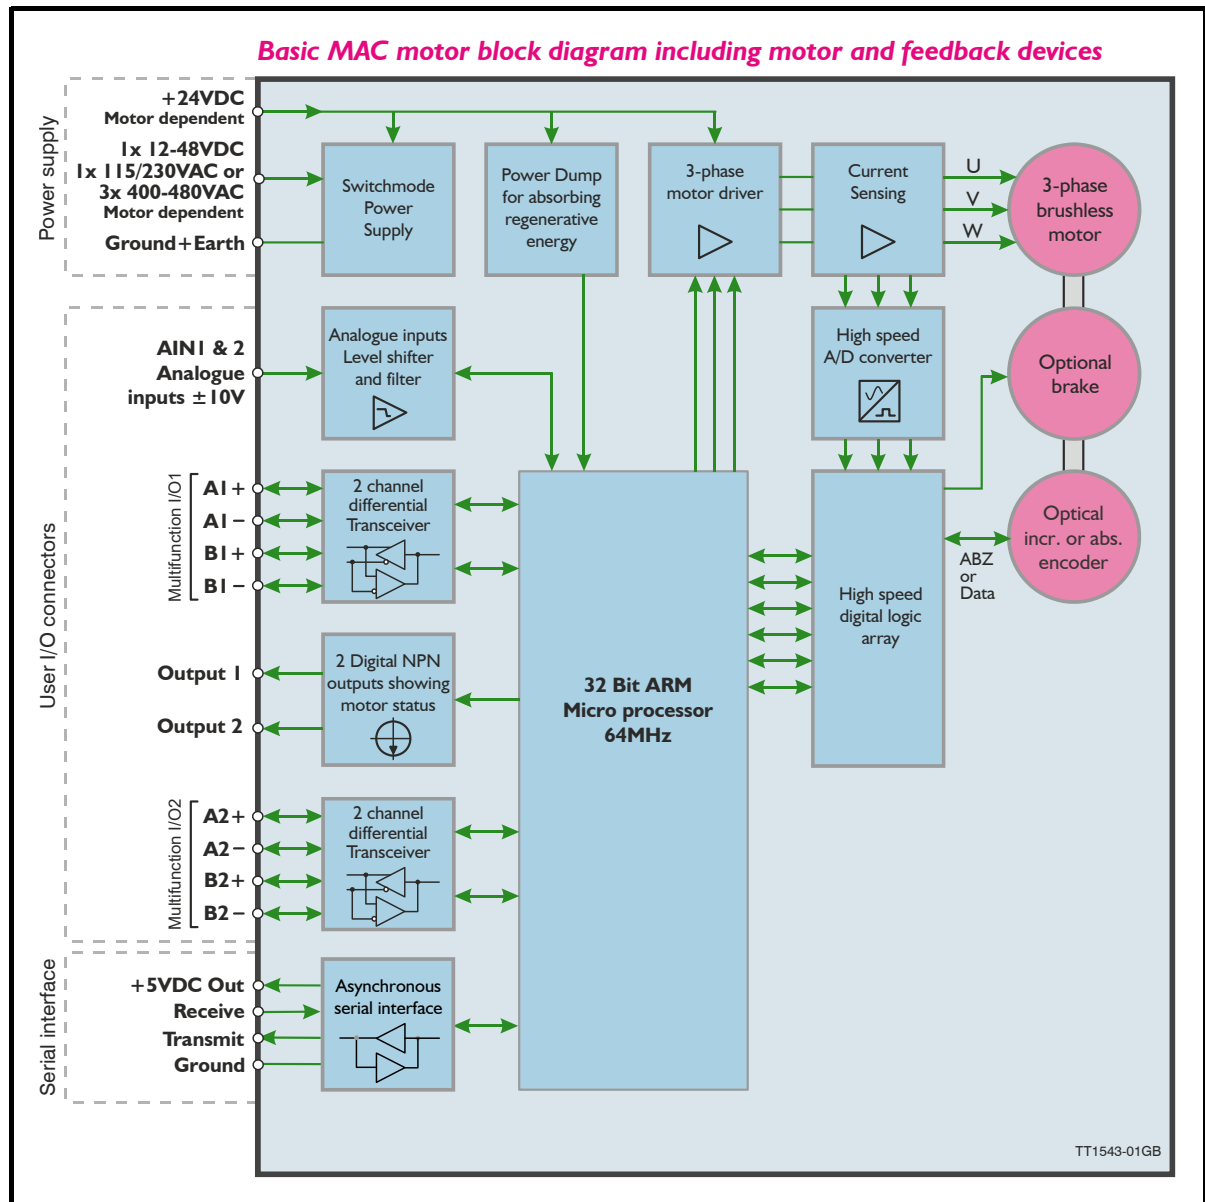 Basic MAC motor block diagram including motor and feedback devices
Power supply
+24VDC
Motor dependent
1x 12-48VDC
1x 115/230VAC or
3x 400-480VAC
Motor dependent
Ground+Earth
Switchmode
Power
Supply
Power Dump
for absorbing
regenerative
energy
3-phase
motor driver
Current
Sensing
U
V
W
3-phase
brushless
motor
User I/O connectors
AIN1 & 2
Analogue
inputs ±10V
Analogue inputs
Level shifter
and filter
High speed
A/D converter
Optional
brake
Multifunction I/O1
A1+
A1−
B1+
B1−
2 channel
differential
Transceiver
Optical
incr. or abs.
encoder
ABZ
or
Data
High speed
digital logic
array
Output 1
Output 2
2 Digital NPN
outputs showing
motor status
32 Bit ARM
Micro processor
64MHz
Multifunction I/O2
A2+
A2−
B2+
B2−
2 channel
differential
Transceiver
Serial interface
+5VDC Out
Receive
Transmit
Ground
Asynchronous
serial interface
TT1543-01GB